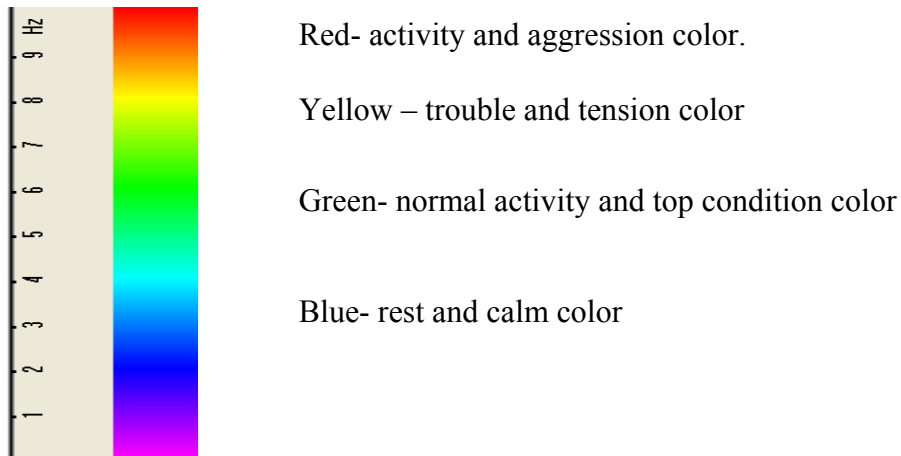 Hz
9
8
7
6
5
4
3
2
1
Red- activity and aggression color.
Yellow – trouble and tension color
Green- normal activity and top condition color
Blue- rest and calm color